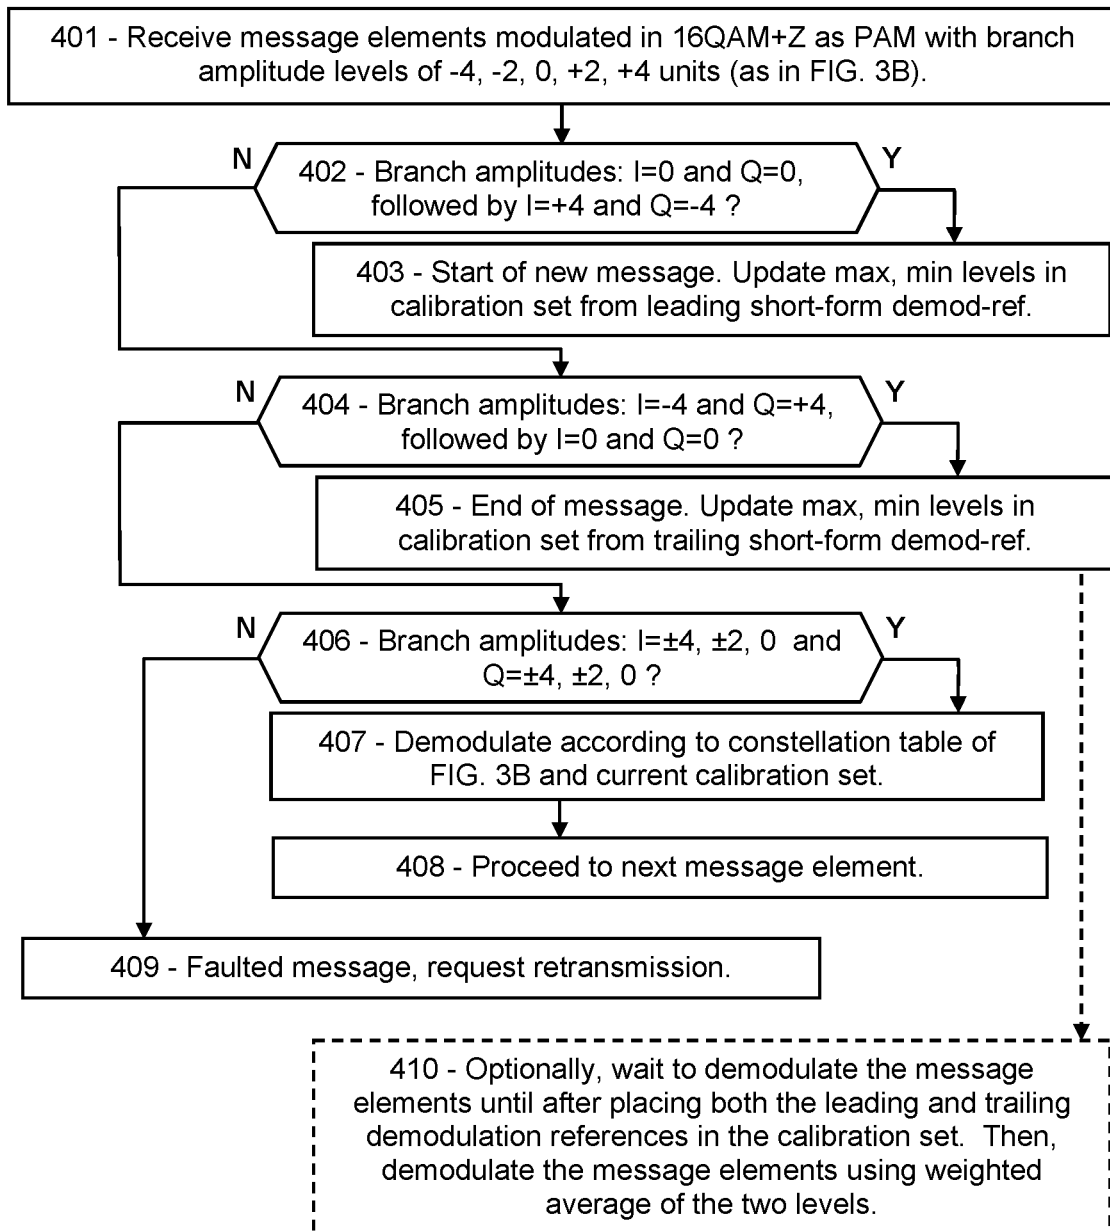 401 - Receive message elements modulated in 16QAM+Z as PAM with branch
amplitude levels of -4, -2, 0, +2, +4 units (as in FIG. 3B).
N
Y
402 - Branch amplitudes: I=0 and Q=0,
followed by I=+4 and Q=-4 ?
403 - Start of new message. Update max, min levels in
calibration set from leading short-form demod-ref.
N
Y
404 - Branch amplitudes: I=-4 and Q=+4,
followed by I=0 and Q=0 ?
405 - End of message. Update max, min levels in
calibration set from trailing short-form demod-ref.
N
Y
406 - Branch amplitudes: I=±4, ±2, 0 and
Q=±4, ±2, 0 ?
407 - Demodulate according to constellation table of
FIG. 3B and current calibration set.
408 - Proceed to next message element.
409 - Faulted message, request retransmission.
410 - Optionally, wait to demodulate the message
elements until after placing both the leading and trailing
demodulation references in the calibration set. Then,
demodulate the message elements using weighted
average of the two levels.